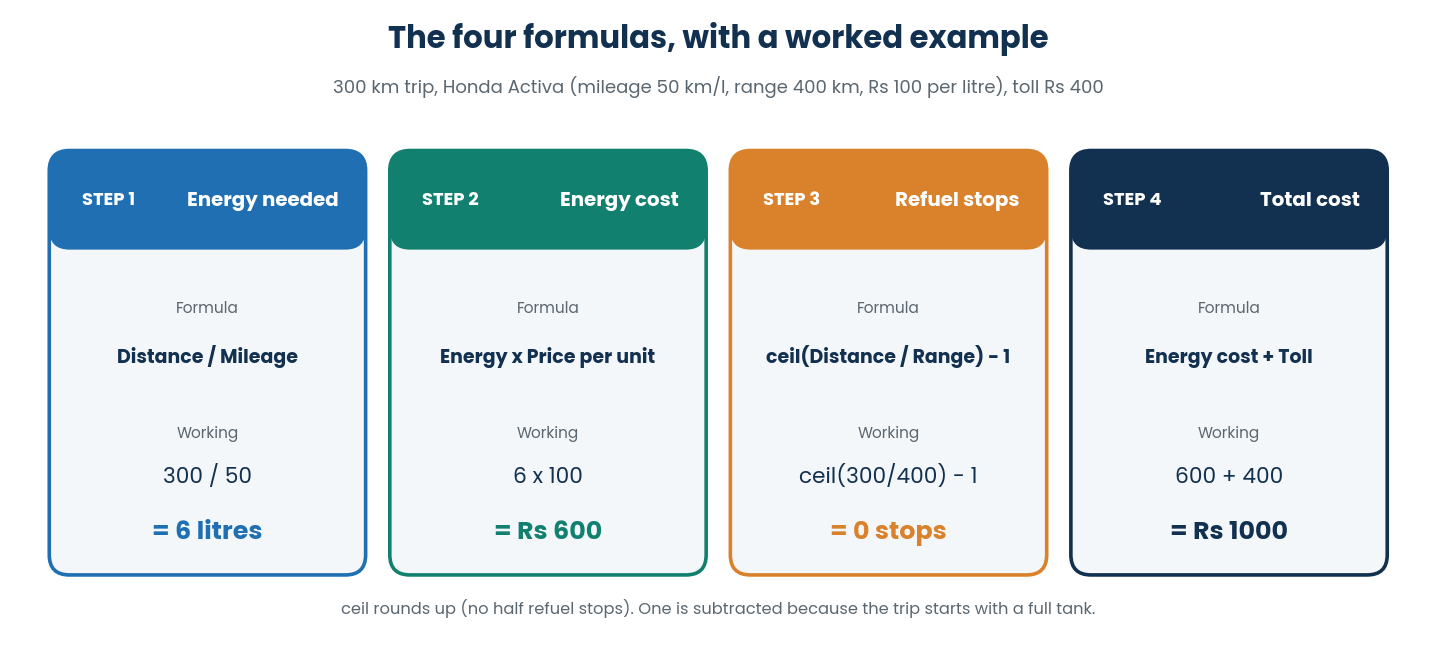 The four formulas, with a worked example
300 km trip, Honda Activa (mileage 50 km/l, range 400 km, Rs 100 per litre), toll Rs 400
STEP 1 Energy needed
Formula
Distance / Mileage
Working
300 / 50
= 6 litres
STEP 2 Energy cost
Formula
Energy x Price per unit
Working
6 x 100
= Rs 600
STEP 3 Refuel stops
Formula
ceil(Distance / Range) - 1
Working
ceil(300/400) - 1
= 0 stops
STEP 4 Total cost
Formula
Energy cost + Toll
Working
600 + 400
= Rs 1000
ceil rounds up (no half refuel stops). One is subtracted because the trip starts with a full tank.